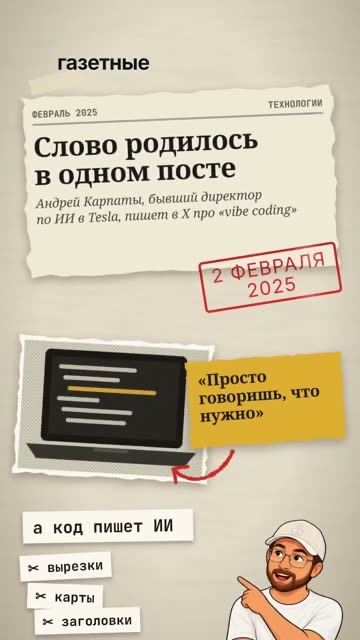 газетные
ФЕВРАЛЬ 2025
ТЕХНОЛОГИИ
Слово родилось
в одном посте
Андрей Карпаты, бывший директор
по ИИ в Tesla, пишет в X про «vibe coding»
2 ФЕВРАЛЯ
2025
«Просто
говоришь, что
нужно»
а код пишет ИИ
вырезки
карты
заголовки